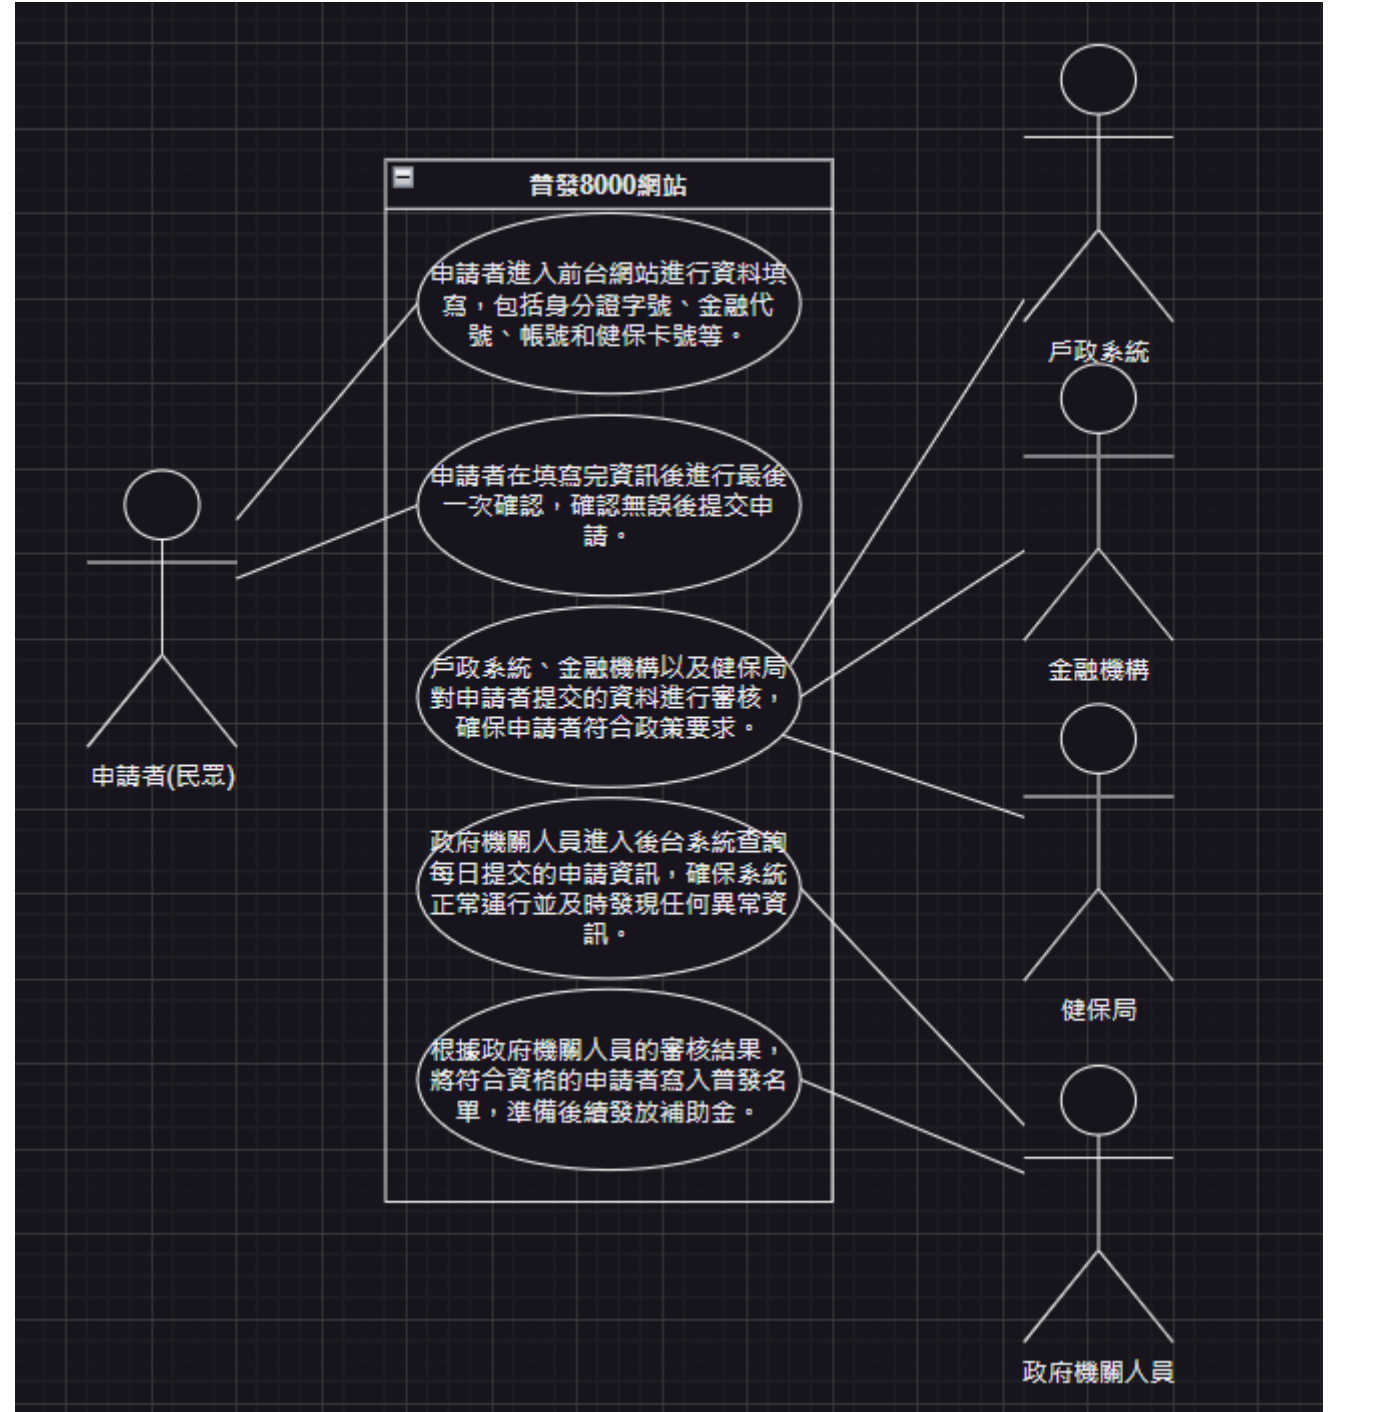 普發8000網站
申請者進入前台網站進行資料填
寫，包括身分證字號、金融代
號、帳號和健保卡號等。
申請者在填寫完資訊後進行最後
一次確認，確認無誤後提交申
請。
戶政系統、金融機構以及健保局
對申請者提交的資料進行審核，
確保申請者符合政策要求。
政府機關人員進入後台系統查詢
每日提交的申請資訊，確保系統
正常運行並及時發現任何異常資
訊。
根據政府機關人員的審核結果，
將符合資格的申請者寫入普發名
單，準備後續發放補助金。
申請者(民眾)
戶政系統
金融機構
健保局
政府機關人員